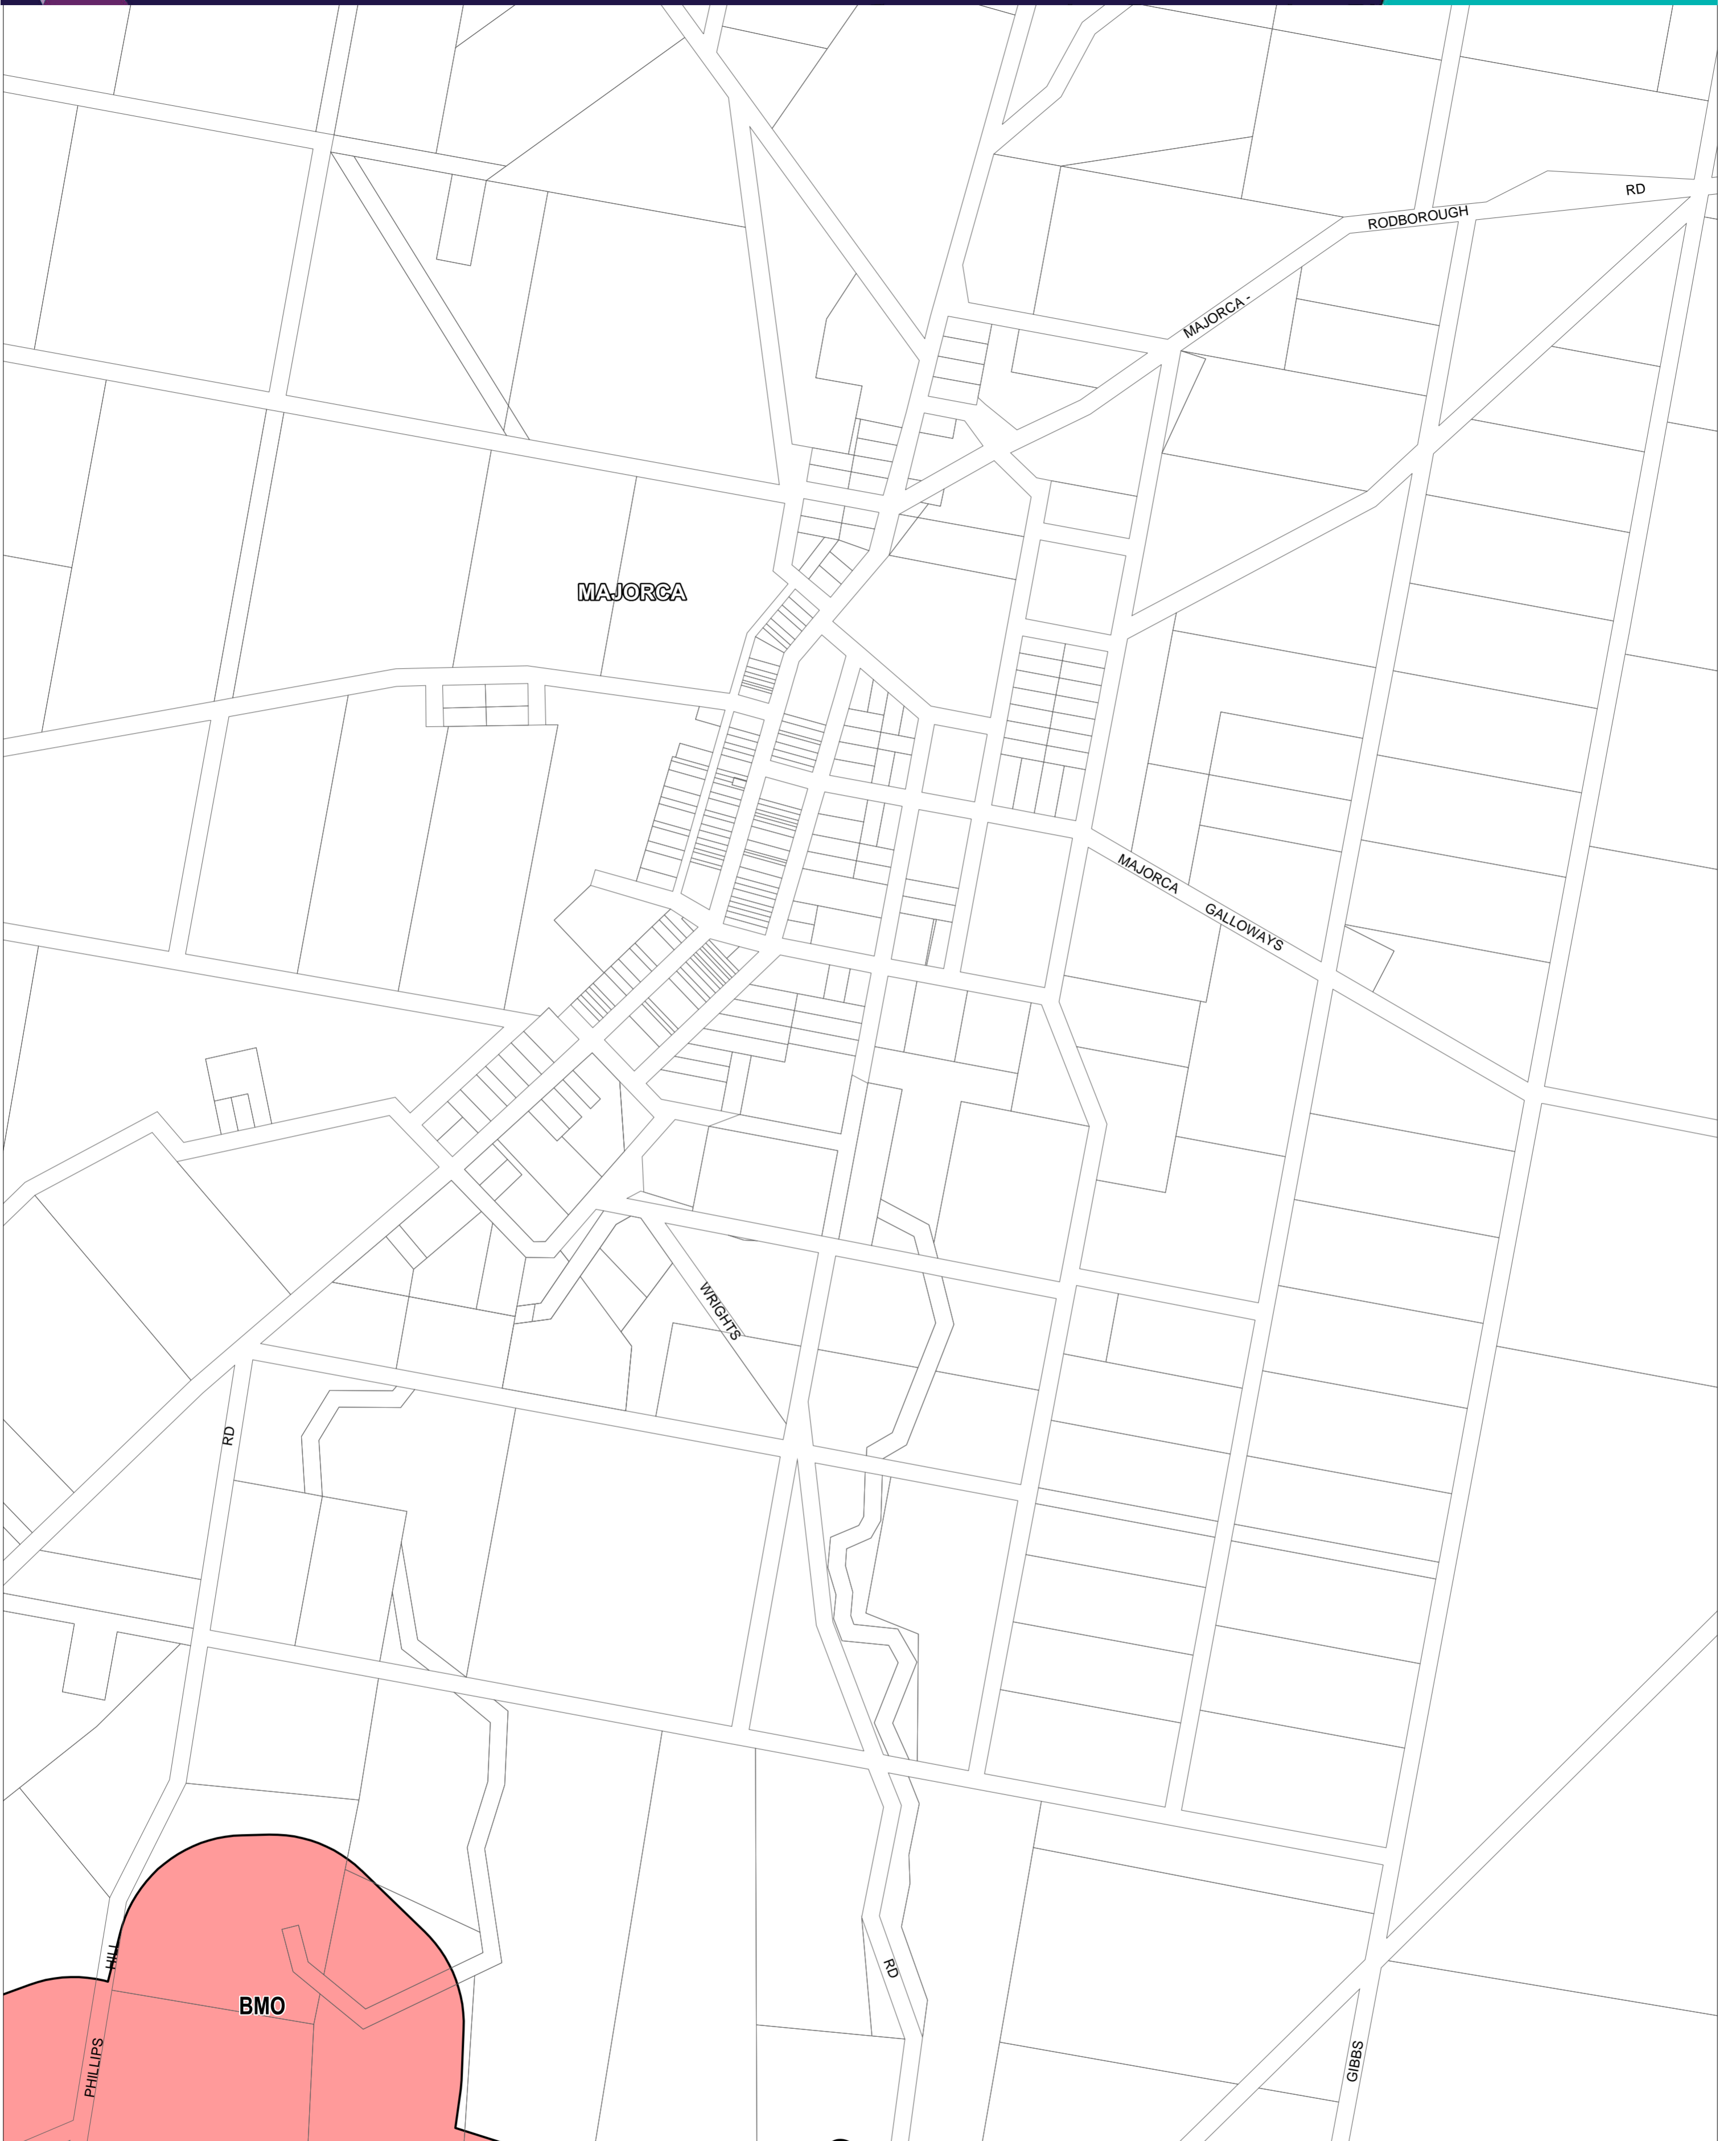 RD
RODBOROUGH
MAJORCA -
MAJORCA
MAJORCA
GALLOWAYS
WRIGHTS
RD
HILL
RD
BMO
PHILLIPS
GIBBS